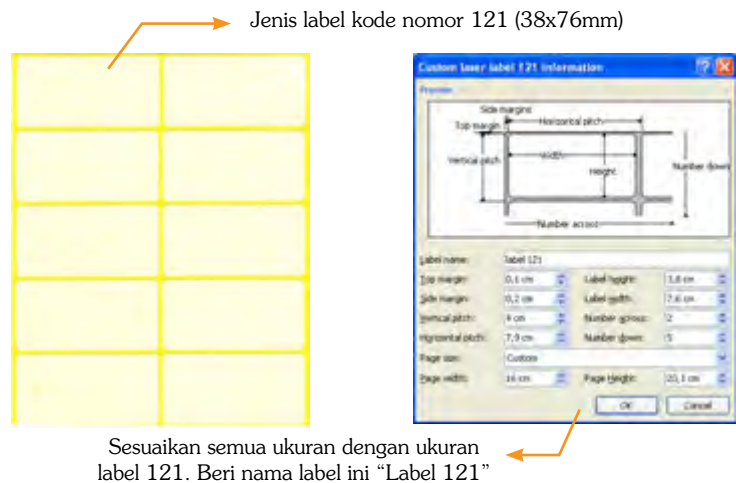 Jenis label kode nomor 121 (38x76mm)
Custom laser label 121 information
Preview
Side margins
Top margin
Horizontal pitch
Vertical pitch
Width
Height
Number down
Number across
Label name: label 121
Top margin: 0,1 cm Label height: 3,8 cm
Side margin: 0,2 cm Label width: 7,6 cm
Vertical pitch: 4 cm Number across: 2
Horizontal pitch: 7,9 cm Number down: 5
Page size: Custom
Page width: 16 cm Page Height: 20,1 cm
OK Cancel
Sesuaikan semua ukuran dengan ukuran
label 121. Beri nama label ini “Label 121”